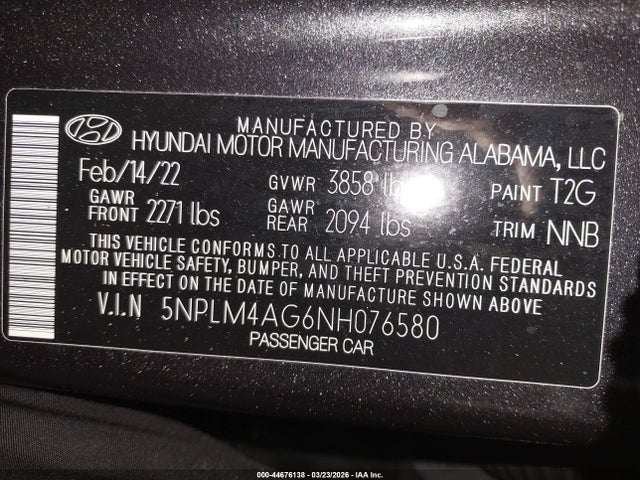 MANUFACTURED BY
HYUNDAI MOTOR MANUFACTURING ALABAMA, LLC
Feb/14/22 GVWR 3858 PAINT T2G
GAWR FRONT 2271 lbs GAWR REAR 2094 lbs TRIM NNB
THIS VEHICLE CONFORMS TO ALL APPLICABLE U.S.A. FEDERAL
MOTOR VEHICLE SAFETY, BUMPER, AND THEFT PREVENTION STANDARDS
IN EFFECT ON THE DATE OF MANUFACTURE SHOWN ABOVE.
V.I.N 5NPLM4AG6NH076580
PASSENGER CAR
000-44676138 - 03/23/2026 - IAA Inc.